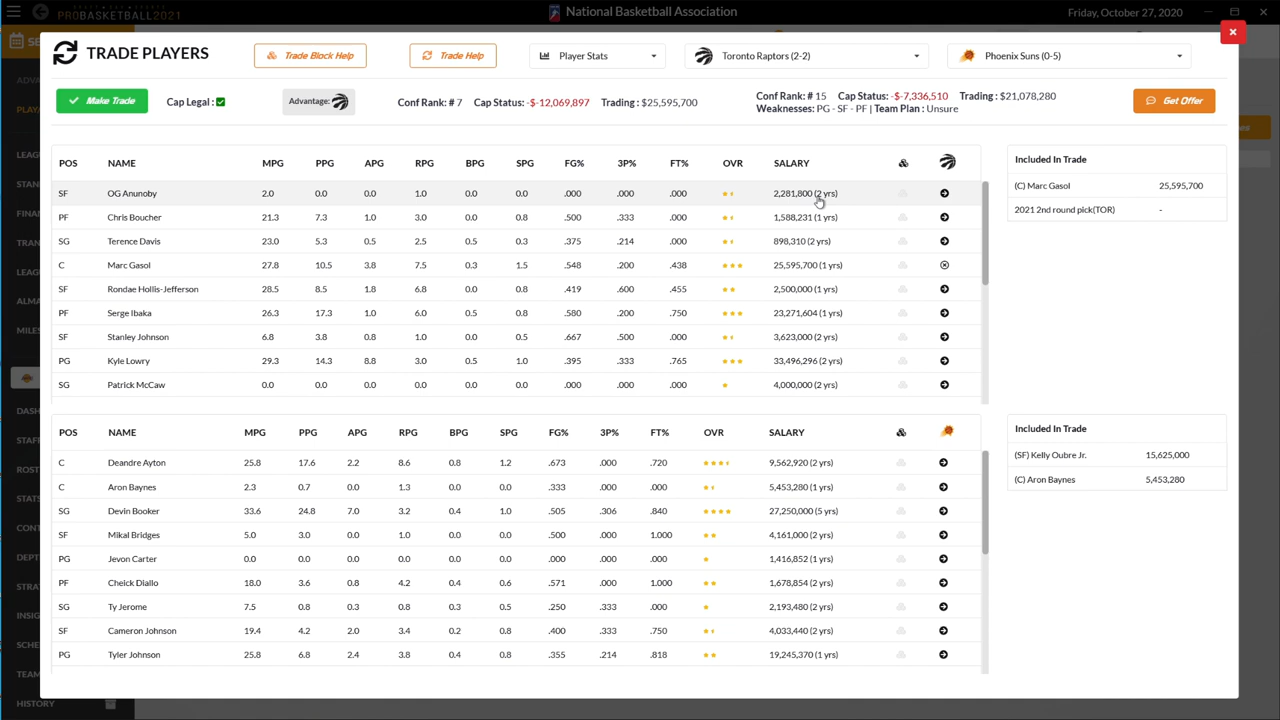 DRAFT DAY SPORTS
PROBASKETBALL2021
National Basketball Association
Friday, October 27, 2020
TRADE PLAYERS
Trade Block Help
Trade Help
Player Stats
Toronto Raptors (2-2)
Phoenix Suns (0-5)
Make Trade
Cap Legal :
Advantage:
Conf Rank: # 7 Cap Status: -$-12,069,897 Trading : $25,595,700
Conf Rank: # 15 Cap Status: -$-7,336,510 Trading : $21,078,280
Weaknesses: PG - SF - PF | Team Plan : Unsure
Get Offer
POS NAME MPG PPG APG RPG BPG SPG FG% 3P% FT% OVR SALARY
SF OG Anunoby 2.0 0.0 0.0 1.0 0.0 0.0 .000 .000 .000 2,281,800 (2 yrs)
PF Chris Boucher 21.3 7.3 1.0 3.0 0.0 0.8 .500 .333 .000 1,588,231 (1 yrs)
SG Terence Davis 23.0 5.3 0.5 2.5 0.5 0.3 .375 .214 .000 898,310 (2 yrs)
C Marc Gasol 27.8 10.5 3.8 7.5 0.3 1.5 .548 .200 .438 25,595,700 (1 yrs)
SF Rondae Hollis-Jefferson 28.5 8.5 1.8 6.8 0.0 0.8 .419 .600 .455 2,500,000 (1 yrs)
PF Serge Ibaka 26.3 17.3 1.0 6.0 0.5 0.8 .580 .200 .750 23,271,604 (1 yrs)
SF Stanley Johnson 6.8 3.8 0.8 1.0 0.0 0.5 .667 .500 .000 3,623,000 (2 yrs)
PG Kyle Lowry 29.3 14.3 8.8 3.0 0.5 1.0 .395 .333 .765 33,496,296 (2 yrs)
SG Patrick McCaw 0.0 0.0 0.0 0.0 0.0 0.0 .000 .000 .000 4,000,000 (2 yrs)
Included In Trade
(C) Marc Gasol 25,595,700
2021 2nd round pick(TOR) -
POS NAME MPG PPG APG RPG BPG SPG FG% 3P% FT% OVR SALARY
C Deandre Ayton 25.8 17.6 2.2 8.6 0.8 1.2 .673 .000 .720 9,562,920 (2 yrs)
C Aron Baynes 2.3 0.7 0.0 1.3 0.0 0.0 .333 .000 .000 5,453,280 (1 yrs)
SG Devin Booker 33.6 24.8 7.0 3.2 0.4 1.0 .505 .306 .840 27,250,000 (5 yrs)
SF Mikal Bridges 5.0 3.0 0.0 1.0 0.0 0.0 .500 .000 1.000 4,161,000 (2 yrs)
PG Jevon Carter 0.0 0.0 0.0 0.0 0.0 0.0 .000 .000 .000 1,416,852 (1 yrs)
PF Cheick Diallo 18.0 3.6 0.8 4.2 0.4 0.6 .571 .000 1.000 1,678,854 (2 yrs)
SG Ty Jerome 7.5 0.8 0.3 0.8 0.3 0.5 .250 .333 .000 2,193,480 (2 yrs)
SF Cameron Johnson 19.4 4.2 2.0 3.4 0.2 0.8 .400 .333 .750 4,033,440 (2 yrs)
PG Tyler Johnson 25.8 6.8 2.4 3.8 0.4 0.8 .355 .214 .818 19,245,370 (1 yrs)
Included In Trade
(SF) Kelly Oubre Jr. 15,625,000
(C) Aron Baynes 5,453,280
HISTORY